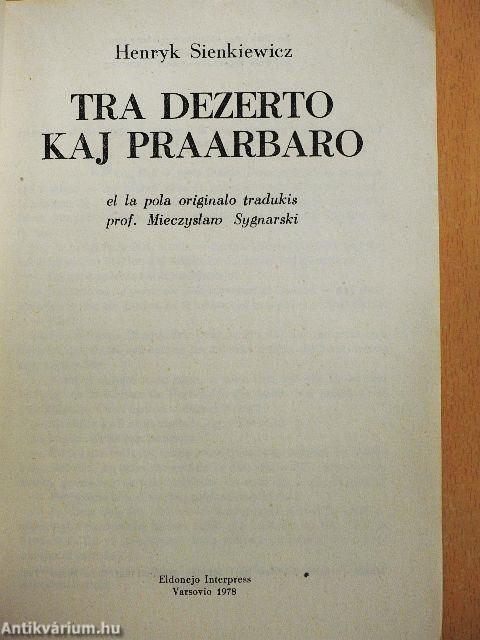 Henryk Sienkiewicz
TRA DEZERTO
KAJ PRAARBARO
el la pola originalo tradukis
prof. Mieczysław Sygnarski
Eldonejo Interpress
Varsovio 1978
Antikvárium.hu